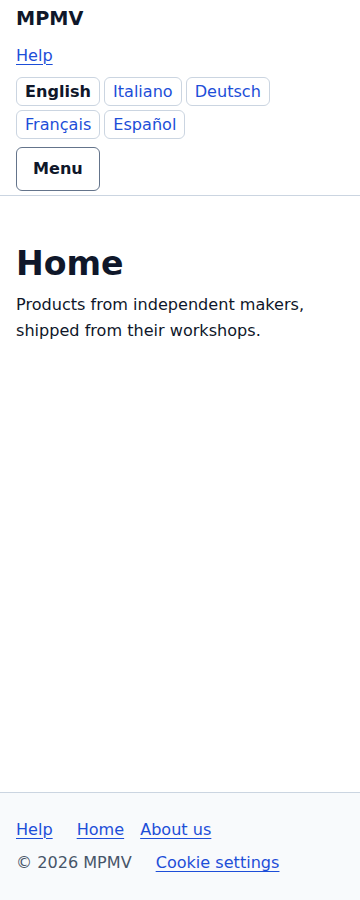 MPMV
Help
English Italiano Deutsch
Français Español
Menu
Home
Products from independent makers,
shipped from their workshops.
Help Home About us
© 2026 MPMV Cookie settings